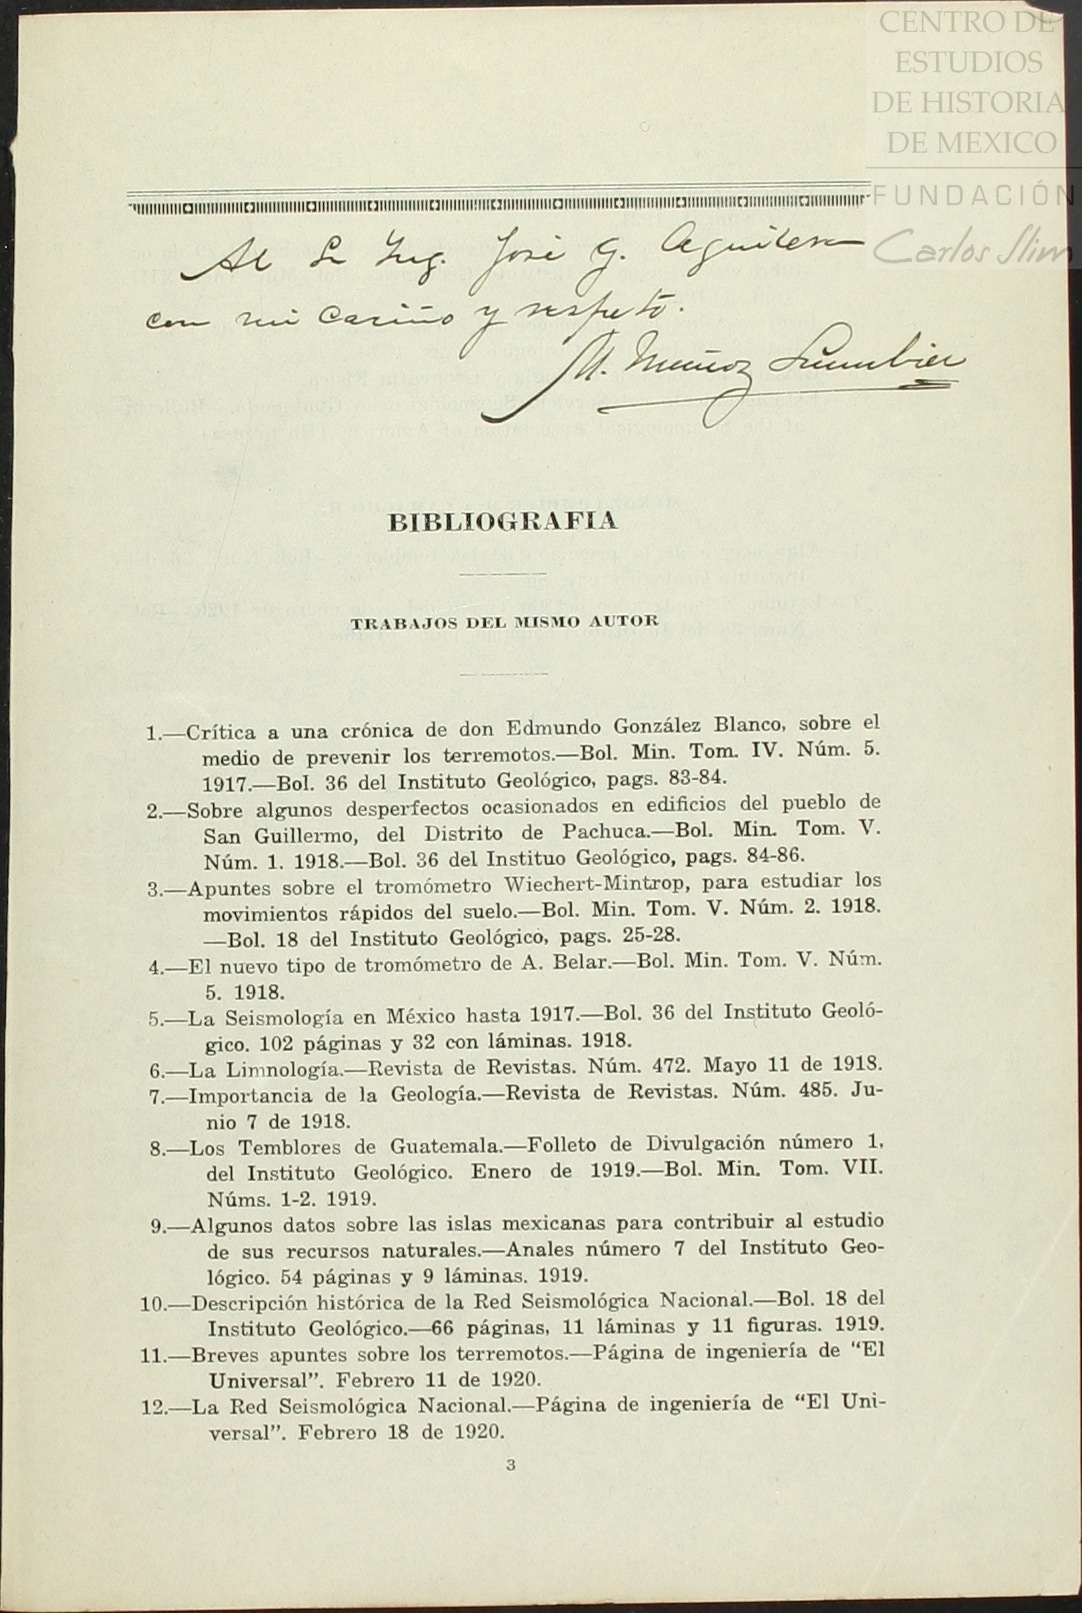 CENTRO DE
ESTUDIOS
DE HISTORIA
DE MEXICO
FUNDACIÓN
Carlos Slim
Al Sr Ing. José G. Aguilera
con mi cariño y respeto.
M. Muñoz Lumbier
BIBLIOGRAFIA
TRABAJOS DEL MISMO AUTOR
1.—Crítica a una crónica de don Edmundo González Blanco, sobre el
medio de prevenir los terremotos.—Bol. Min. Tom. IV. Núm. 5.
1917.—Bol. 36 del Instituto Geológico, pags. 83-84.
2.—Sobre algunos desperfectos ocasionados en edificios del pueblo de
San Guillermo, del Distrito de Pachuca.—Bol. Min. Tom. V.
Núm. 1. 1918.—Bol. 36 del Instituo Geológico, pags. 84-86.
3.—Apuntes sobre el tromómetro Wiechert-Mintrop, para estudiar los
movimientos rápidos del suelo.—Bol. Min. Tom. V. Núm. 2. 1918.
—Bol. 18 del Instituto Geológico, pags. 25-28.
4.—El nuevo tipo de tromómetro de A. Belar.—Bol. Min. Tom. V. Núm.
5. 1918.
5.—La Seismología en México hasta 1917.—Bol. 36 del Instituto Geoló-
gico. 102 páginas y 32 con láminas. 1918.
6.—La Limnología.—Revista de Revistas. Núm. 472. Mayo 11 de 1918.
7.—Importancia de la Geología.—Revista de Revistas. Núm. 485. Ju-
nio 7 de 1918.
8.—Los Temblores de Guatemala.—Folleto de Divulgación número 1,
del Instituto Geológico. Enero de 1919.—Bol. Min. Tom. VII.
Núms. 1-2. 1919.
9.—Algunos datos sobre las islas mexicanas para contribuir al estudio
de sus recursos naturales.—Anales número 7 del Instituto Geo-
lógico. 54 páginas y 9 láminas. 1919.
10.—Descripción histórica de la Red Seismológica Nacional.—Bol. 18 del
Instituto Geológico.—66 páginas, 11 láminas y 11 figuras. 1919.
11.—Breves apuntes sobre los terremotos.—Página de ingeniería de “El
Universal”. Febrero 11 de 1920.
12.—La Red Seismológica Nacional.—Página de ingeniería de “El Uni-
versal”. Febrero 18 de 1920.
3